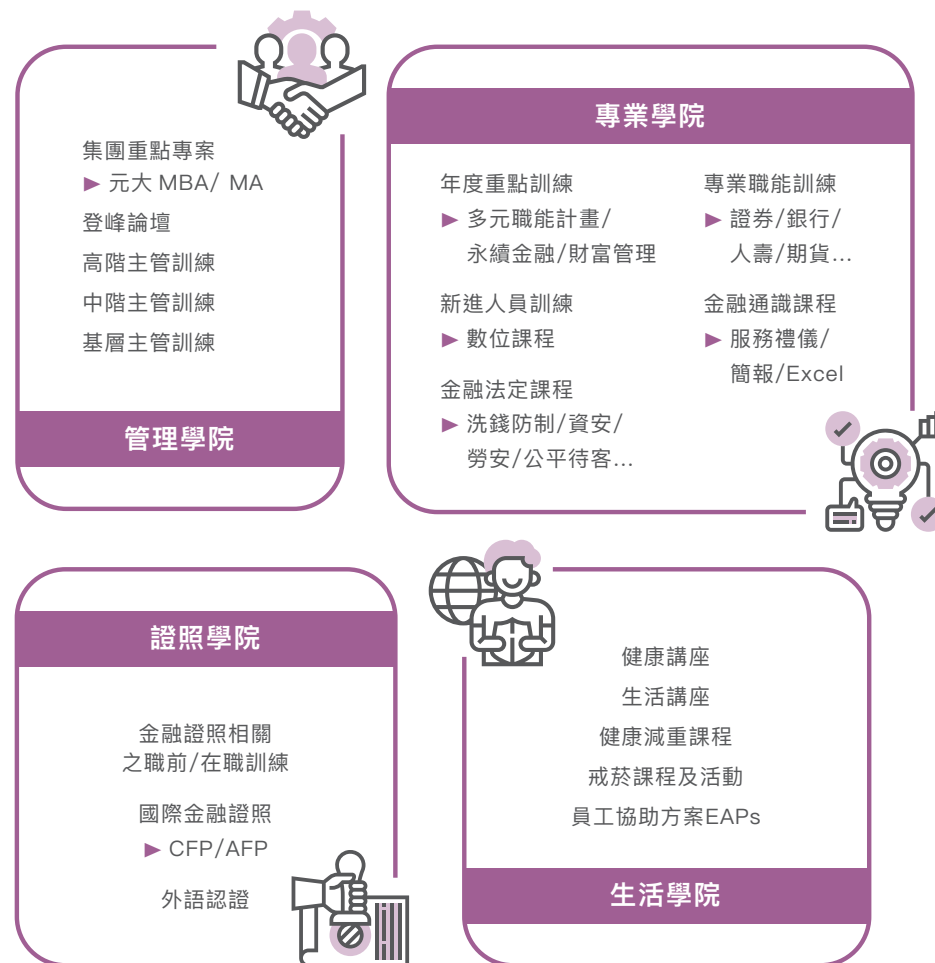 集團重點專案
▶ 元大 MBA/ MA
登峰論壇
高階主管訓練
中階主管訓練
基層主管訓練
管理學院
專業學院
年度重點訓練
▶ 多元職能計畫/
永續金融/財富管理
新進人員訓練
▶ 數位課程
金融法定課程
▶ 洗錢防制/資安/
勞安/公平待客...
專業職能訓練
▶ 證券/銀行/
人壽/期貨...
金融通識課程
▶ 服務禮儀/
簡報/Excel
證照學院
金融證照相關
之職前/在職訓練
國際金融證照
▶ CFP/AFP
外語認證
健康講座
生活講座
健康減重課程
戒菸課程及活動
員工協助方案EAPs
生活學院